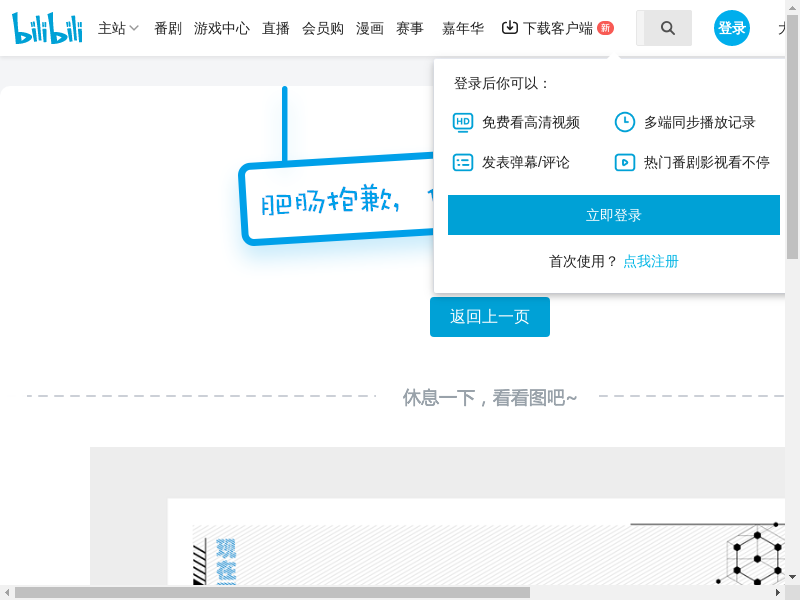 bilibili 主站 番剧 游戏中心 直播 会员购 漫画 赛事 嘉年华 下载客户端 新 登录
登录后你可以：
HD 免费看高清视频 多端同步播放记录
发表弹幕/评论 热门番剧影视看不停
肥肠抱歉，
立即登录
首次使用？ 点我注册
返回上一页
休息一下，看看图吧~
现在